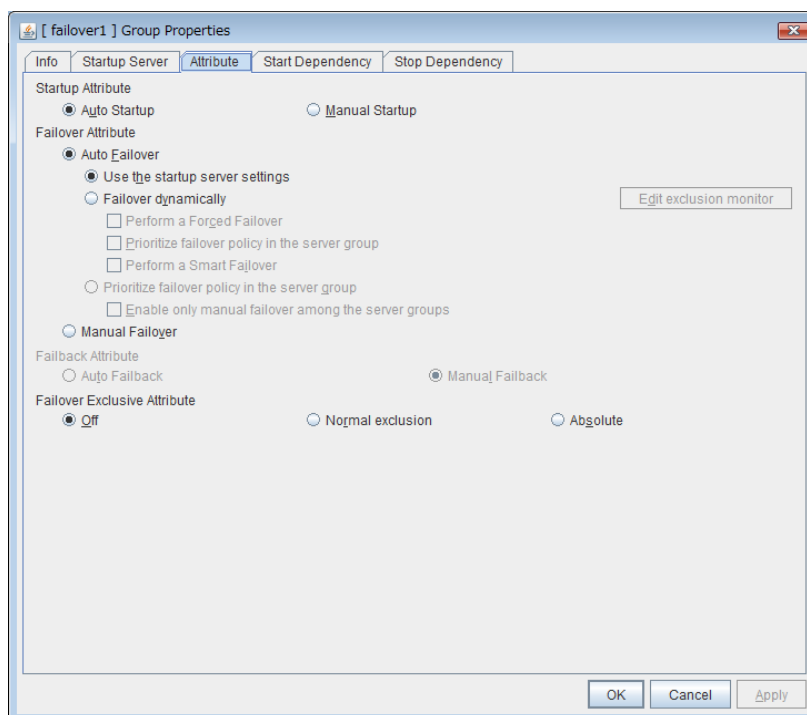 [ failover1 ] Group Properties
Info Startup Server Attribute Start Dependency Stop Dependency
Startup Attribute
Auto Startup Manual Startup
Failover Attribute
Auto Failover
Use the startup server settings
Failover dynamically Edit exclusion monitor
Perform a Forced Failover
Prioritize failover policy in the server group
Perform a Smart Failover
Prioritize failover policy in the server group
Enable only manual failover among the server groups
Manual Failover
Failback Attribute
Auto Failback Manual Failback
Failover Exclusive Attribute
Off Normal exclusion Absolute
OK Cancel Apply